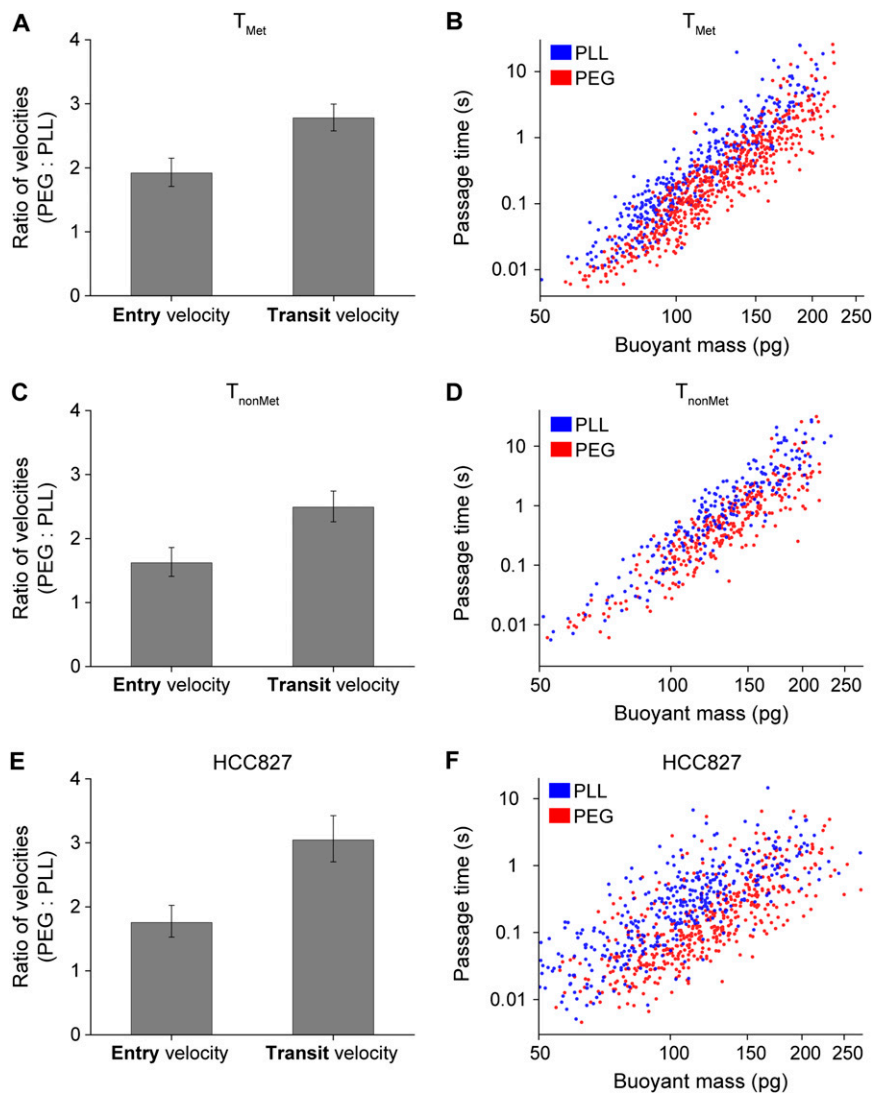 A
T_Met
Ratio of velocities
(PEG : PLL)
4
3
2
1
0
Entry velocity
Transit velocity
B
T_Met
PLL
PEG
Passage time (s)
10
1
0.1
0.01
50
100
150
200
250
Buoyant mass (pg)
C
T_nonMet
Ratio of velocities
(PEG : PLL)
4
3
2
1
0
Entry velocity
Transit velocity
D
T_nonMet
PLL
PEG
Passage time (s)
10
1
0.1
0.01
50
100
150
200
250
Buoyant mass (pg)
E
HCC827
Ratio of velocities
(PEG : PLL)
4
3
2
1
0
Entry velocity
Transit velocity
F
HCC827
PLL
PEG
Passage time (s)
10
1
0.1
0.01
50
100
150
200
250
Buoyant mass (pg)